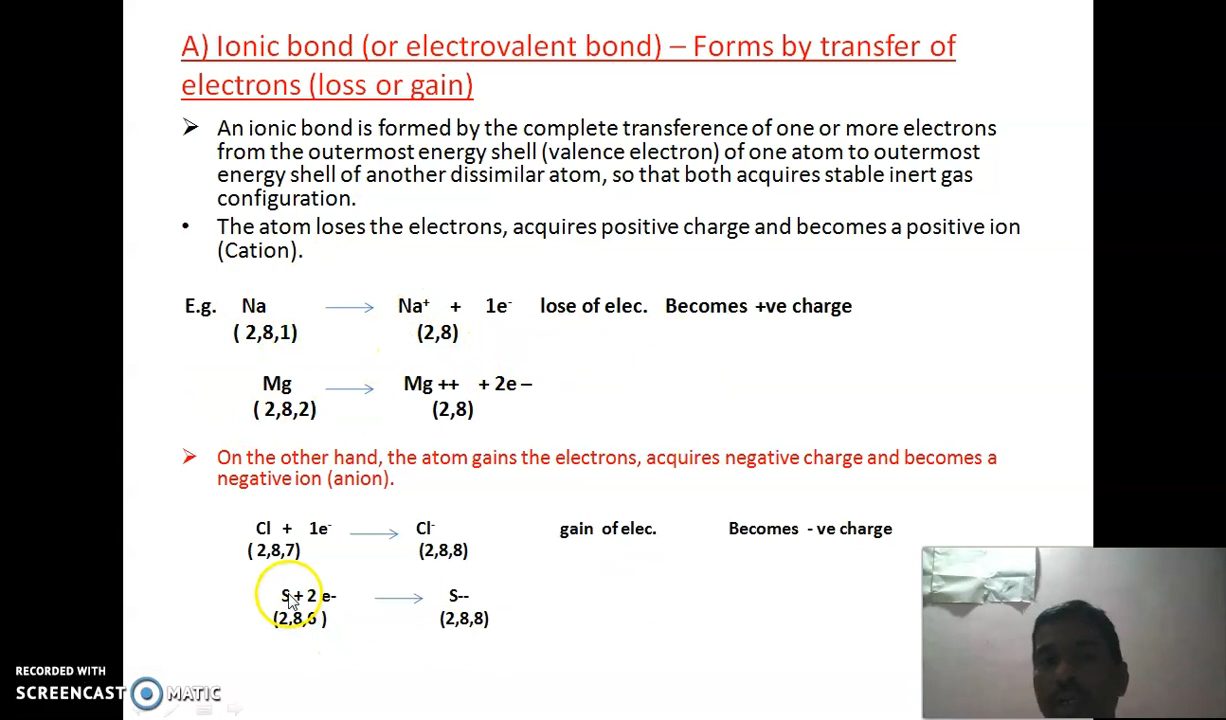 A) Ionic bond (or electrovalent bond) – Forms by transfer of
electrons (loss or gain)
➢ An ionic bond is formed by the complete transference of one or more electrons
from the outermost energy shell (valence electron) of one atom to outermost
energy shell of another dissimilar atom, so that both acquires stable inert gas
configuration.
• The atom loses the electrons, acquires positive charge and becomes a positive ion
(Cation).
E.g. Na ⟶ Na⁺ + 1e⁻ lose of elec. Becomes +ve charge
( 2,8,1) (2,8)
Mg ⟶ Mg ++ + 2e –
( 2,8,2) (2,8)
➢ On the other hand, the atom gains the electrons, acquires negative charge and becomes a
negative ion (anion).
Cl + 1e⁻ ⟶ Cl⁻ gain of elec. Becomes - ve charge
( 2,8,7) (2,8,8)
S + 2 e- ⟶ S--
(2,8,6 ) (2,8,8)
RECORDED WITH
SCREENCAST MATIC